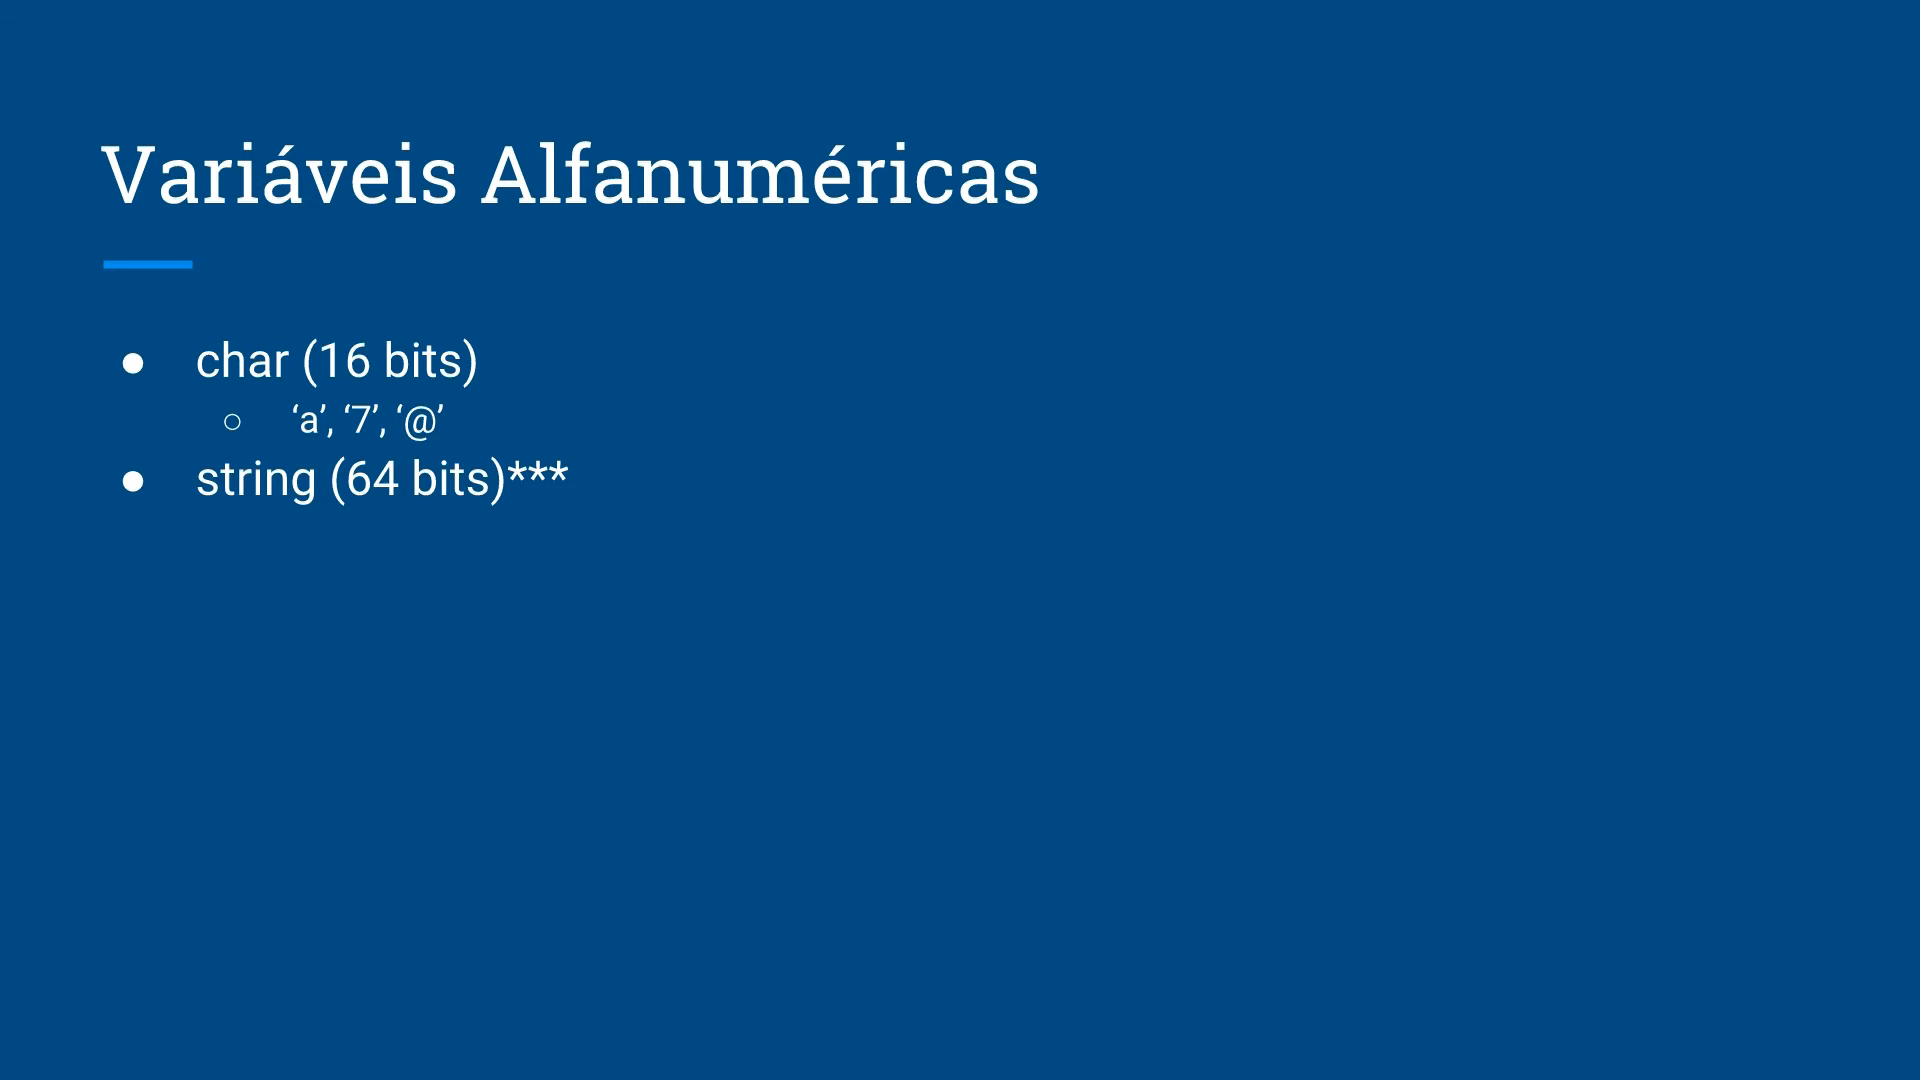 Variáveis Alfanuméricas
● char (16 bits)
○ ‘a’, ‘7’, ‘@’
● string (64 bits)***